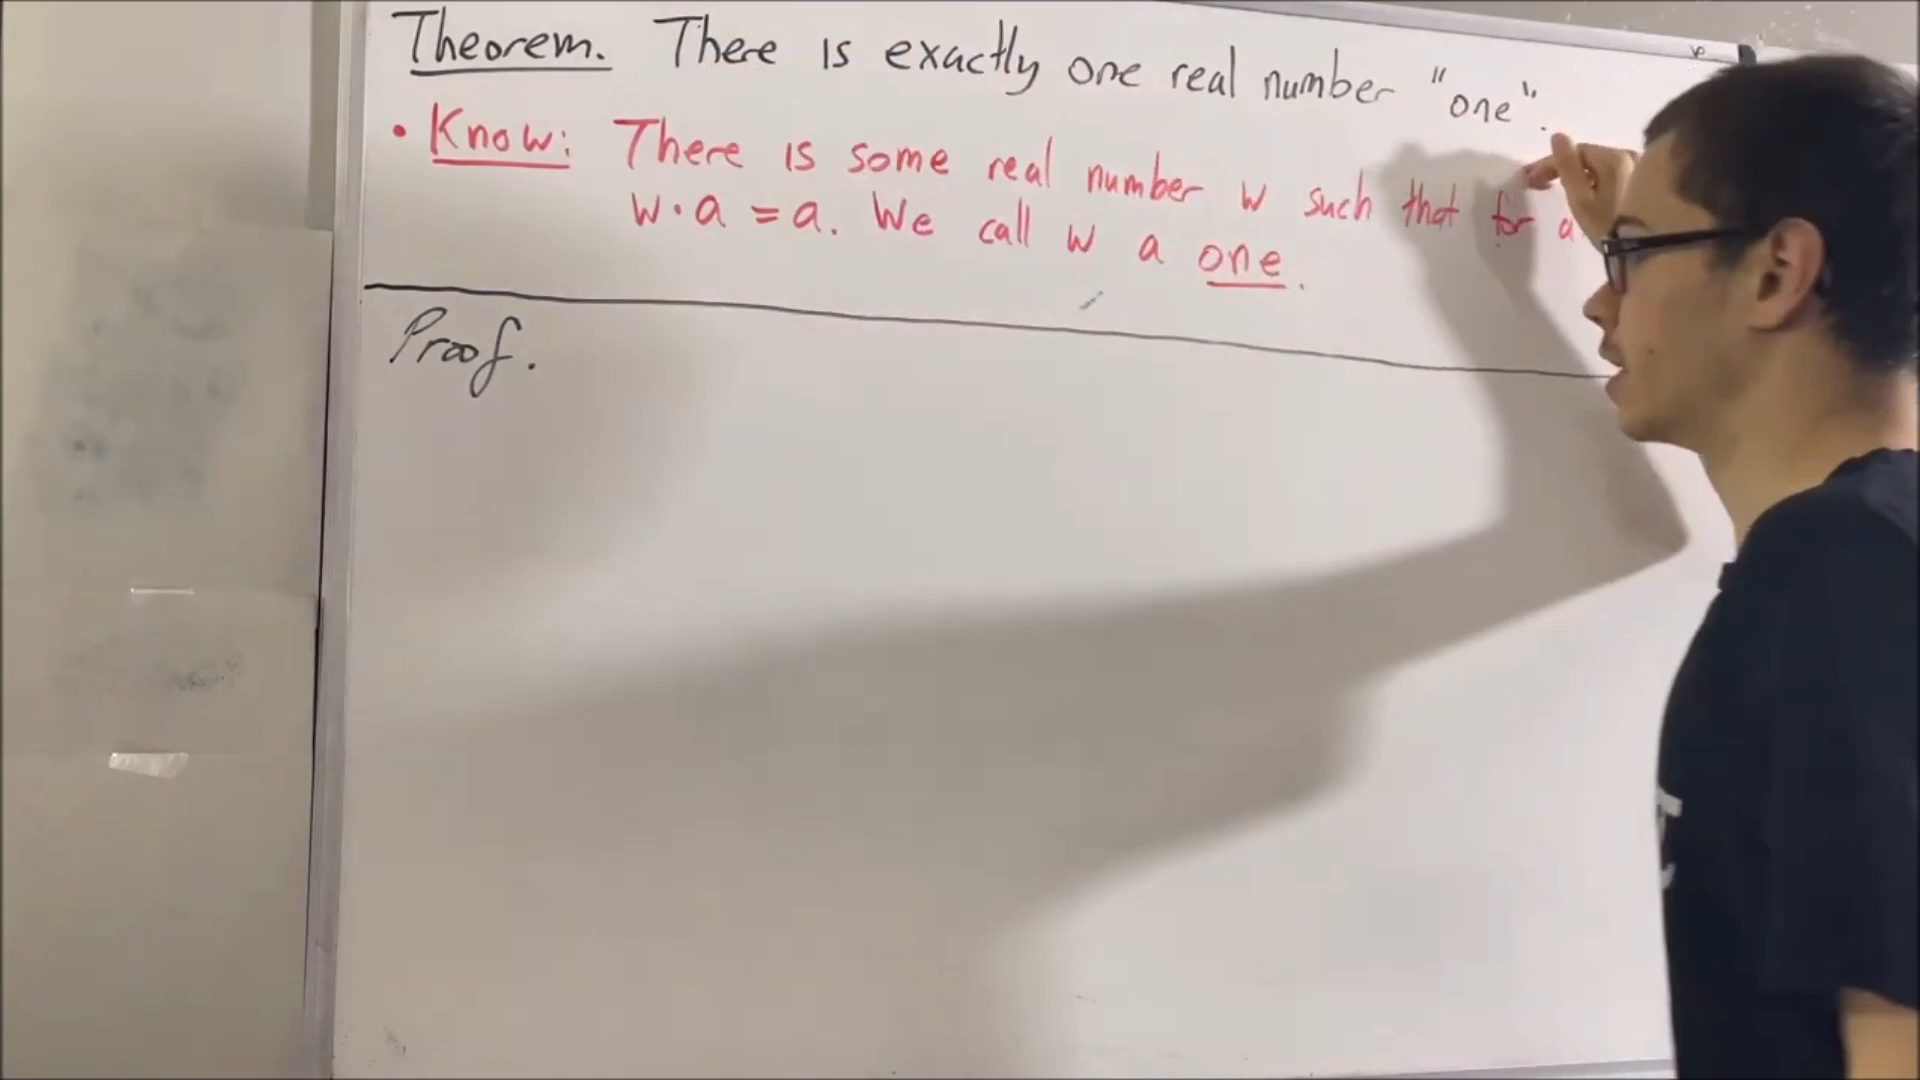 Theorem. There is exactly one real number "one".
• Know: There is some real number w such that for
w · a = a. We call w a one.
Proof.